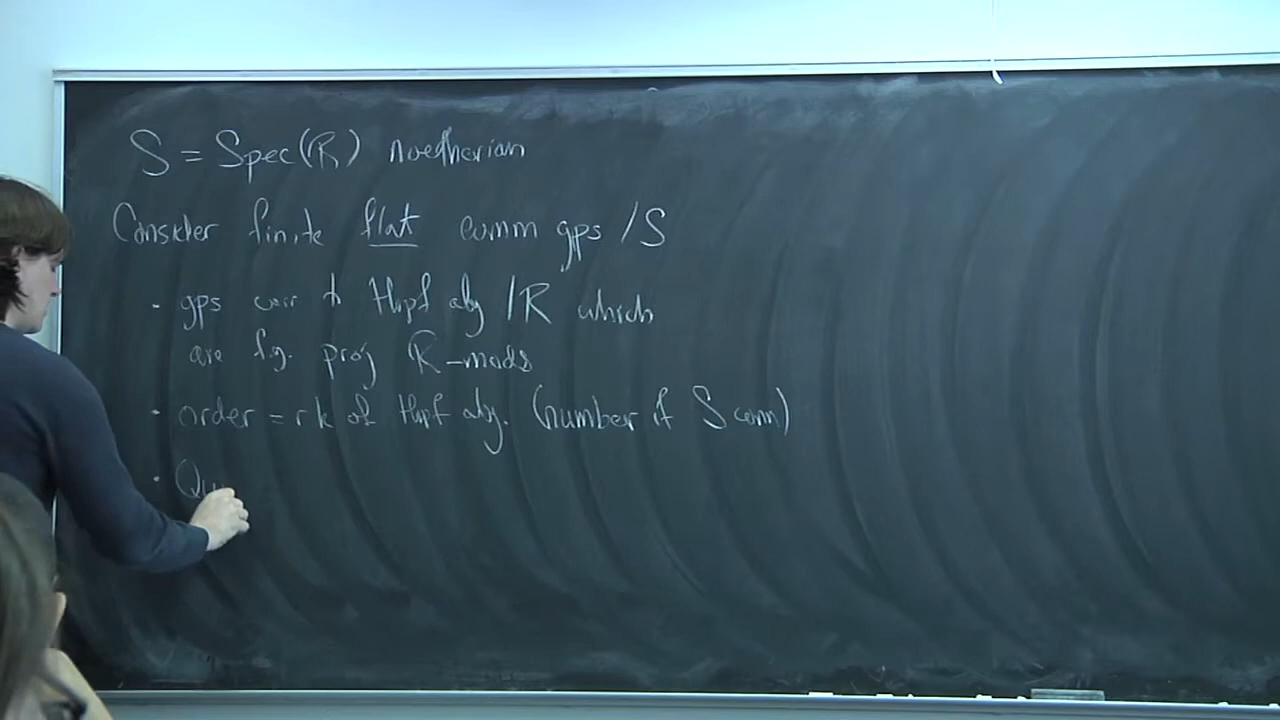 S = Spec(R) noetherian
Consider finite flat comm gps /S
· gps corr to Hopf alg /R which
are f.g. proj R-mods
· order = rk of Hopf alg. (number if S conn)
· Qu